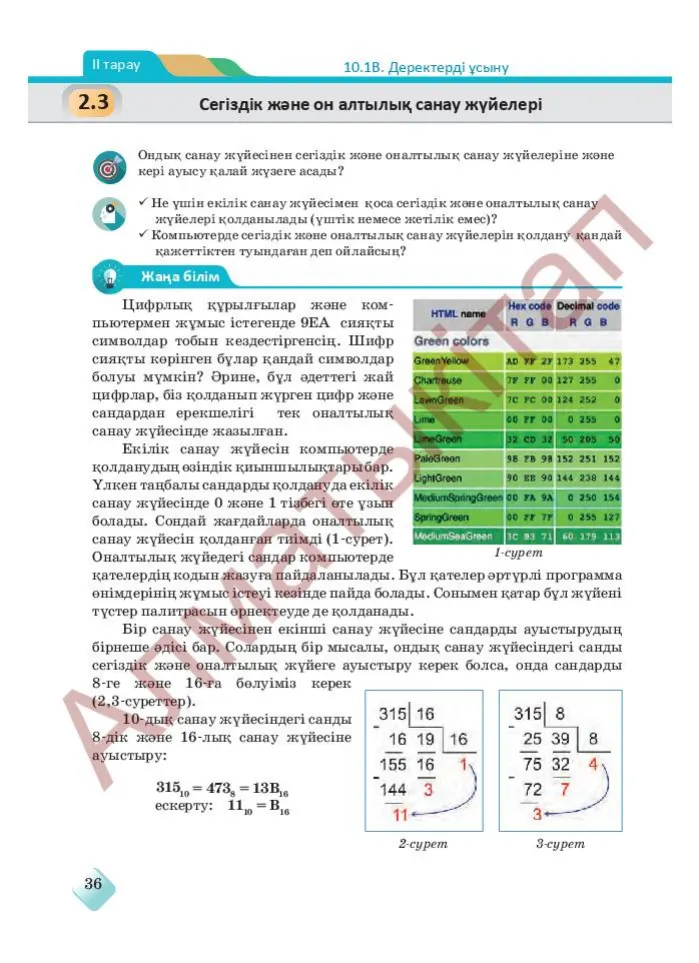 II тарау
10.1В. Деректерді ұсыну
2.3
Сегіздік және он алтылық санау жүйелері
Ондық санау жүйесінен сегіздік және оналтылық санау жүйелеріне және
кері ауысу қалай жүзеге асады?
✓ Не үшін екілік санау жүйесімен қоса сегіздік және оналтылық санау
жүйелері қолданылады (үштік немесе жетілік емес)?
✓ Компьютерде сегіздік және оналтылық санау жүйелерін қолдану қандай
қажеттіктен туындаған деп ойлайсың?
Жаңа білім
Цифрлық құрылғылар және ком-
пьютермен жұмыс істегенде 9EA сияқты
символдар тобын кездестіргенсің. Шифр
сияқты көрінген бұлар қандай символдар
болуы мүмкін? Әрине, бұл әдеттегі жай
цифрлар, біз қолданып жүрген цифр және
сандардан ерекшелігі тек оналтылық
санау жүйесінде жазылған.
Екілік санау жүйесін компьютерде
қолданудың өзіндік қиыншылықтары бар.
Үлкен таңбалы сандарды қолдануда екілік
санау жүйесінде 0 және 1 тізбегі өте ұзын
болады. Сондай жағдайларда оналтылық
санау жүйесін қолданған тиімді (1-сурет).
Оналтылық жүйедегі сандар компьютерде
қателердің кодын жазуға пайдаланылады. Бұл қателер әртүрлі программа
өнімдерінің жұмыс істеуі кезінде пайда болады. Сонымен қатар бұл жүйені
түстер палитрасын өрнектеуде де қолданады.
HTML name
Hex code Decimal code
R G B R G B
Green colors
GreenYellow AD FF 2F 173 255 47
Chartreuse 7F FF 00 127 255 0
LawnGreen 7C FC 00 124 252 0
Lime 00 FF 00 0 255 0
LimeGreen 32 CD 32 50 205 50
PaleGreen 98 FB 98 152 251 152
LightGreen 90 EE 90 144 238 144
MediumSpringGreen 00 FA 9A 0 250 154
SpringGreen 00 FF 7F 0 255 127
MediumSeaGreen 3C B3 71 60 179 113
1-сурет
Бір санау жүйесінен екінші санау жүйесіне сандарды ауыстырудың
бірнеше әдісі бар. Солардың бір мысалы, ондық санау жүйесіндегі санды
сегіздік және оналтылық жүйеге ауыстыру керек болса, онда сандарды
8-ге және 16-ға бөлуіміз керек
(2,3-суреттер).
10-дық санау жүйесіндегі санды
8-дік және 16-лық санау жүйесіне
ауыстыру:
315₁₀ = 473₈ = 13B₁₆
ескерту: 11₁₀ = B₁₆
315 16
- 16 19 16
155 16 1
- 144 3
11
2-сурет
315 8
- 25 39 8
75 32 4
- 72 7
3
3-сурет
36
Алматыкітап